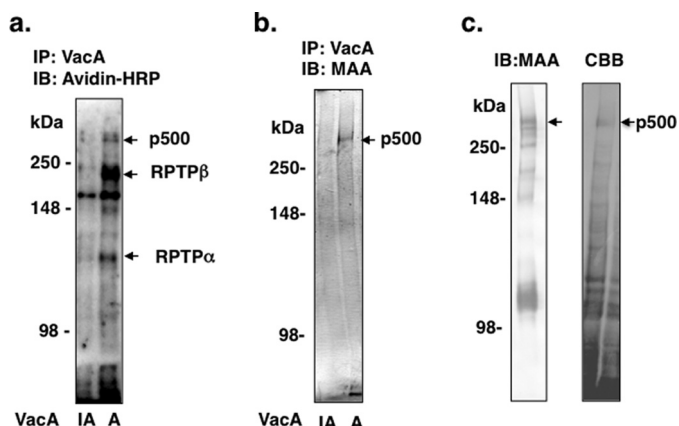 a.
IP: VacA
IB: Avidin-HRP
kDa
p500
250 -
RPTPβ
148 -
RPTPα
98 -
VacA IA A
b.
IP: VacA
IB: MAA
kDa
p500
250-
148-
98-
VacA IA A
c.
IB:MAA CBB
kDa
p500
250-
148-
98-